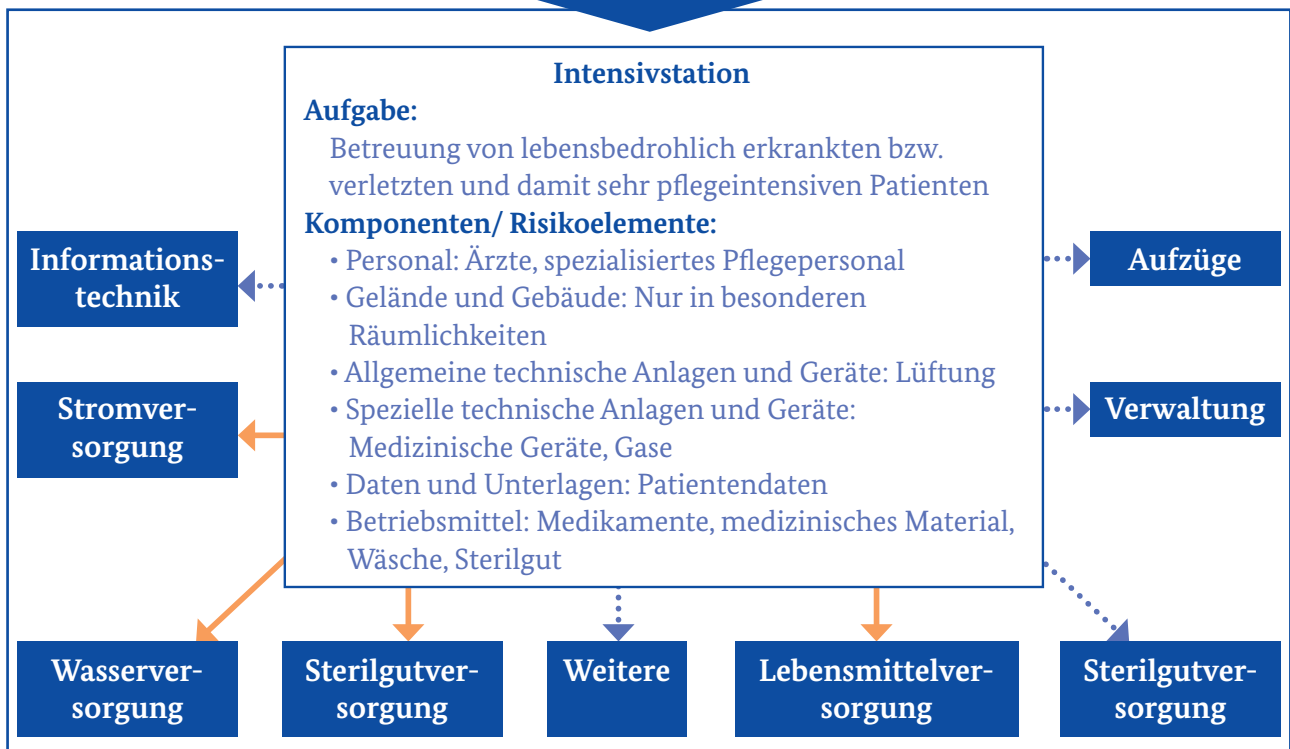 Intensivstation
Aufgabe:
Betreuung von lebensbedrohlich erkrankten bzw.
verletzten und damit sehr pflegeintensiven Patienten
Komponenten/ Risikoelemente:
• Personal: Ärzte, spezialisiertes Pflegepersonal
• Gelände und Gebäude: Nur in besonderen
Räumlichkeiten
• Allgemeine technische Anlagen und Geräte: Lüftung
• Spezielle technische Anlagen und Geräte:
Medizinische Geräte, Gase
• Daten und Unterlagen: Patientendaten
• Betriebsmittel: Medikamente, medizinisches Material,
Wäsche, Sterilgut
Informations-
technik
Stromver-
sorgung
Aufzüge
Verwaltung
Wasserver-
sorgung
Sterilgutver-
sorgung
Weitere
Lebensmittelver-
sorgung
Sterilgutver-
sorgung